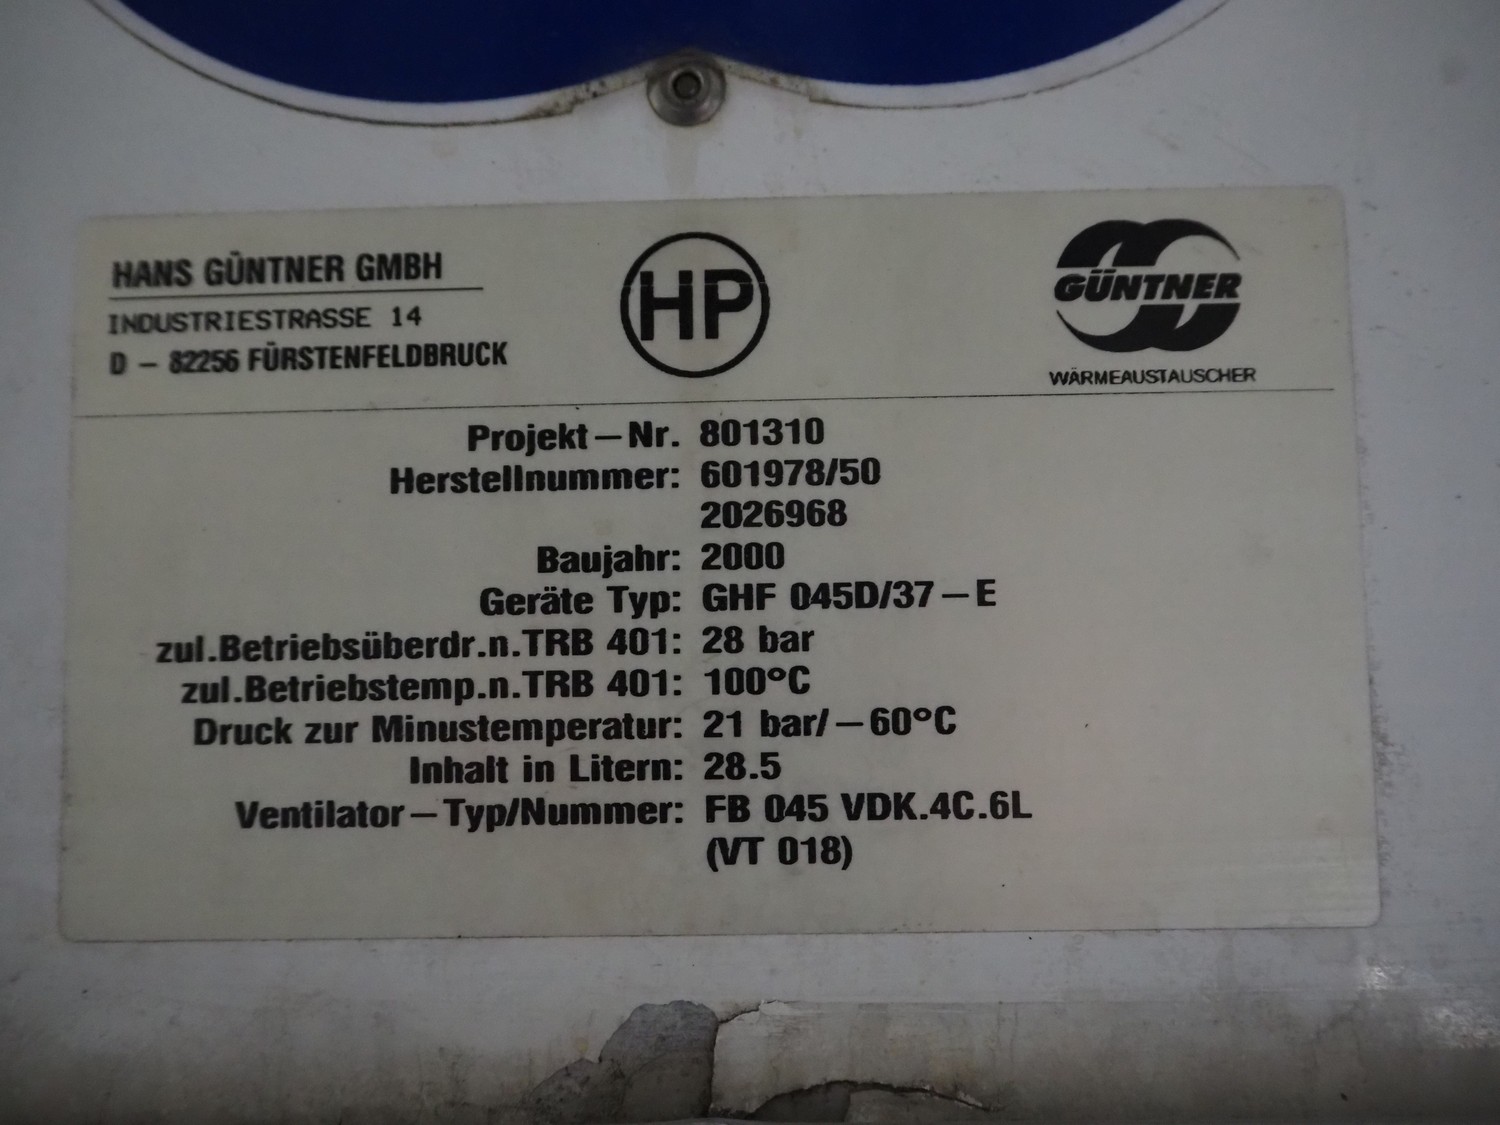 HANS GÜNTNER GMBH
INDUSTRIESTRASSE 14
D - 82256 FÜRSTENFELDBRUCK
HP
GÜNTNER
WÄRMEAUSTAUSCHER
Projekt-Nr. 801310
Herstellnummer: 601978/50
2026968
Baujahr: 2000
Geräte Typ: GHF 045D/37-E
zul.Betriebsüberdr.n.TRB 401: 28 bar
zul.Betriebstemp.n.TRB 401: 100°C
Druck zur Minustemperatur: 21 bar/-60°C
Inhalt in Litern: 28.5
Ventilator-Typ/Nummer: FB 045 VDK.4C.6L
(VT 018)